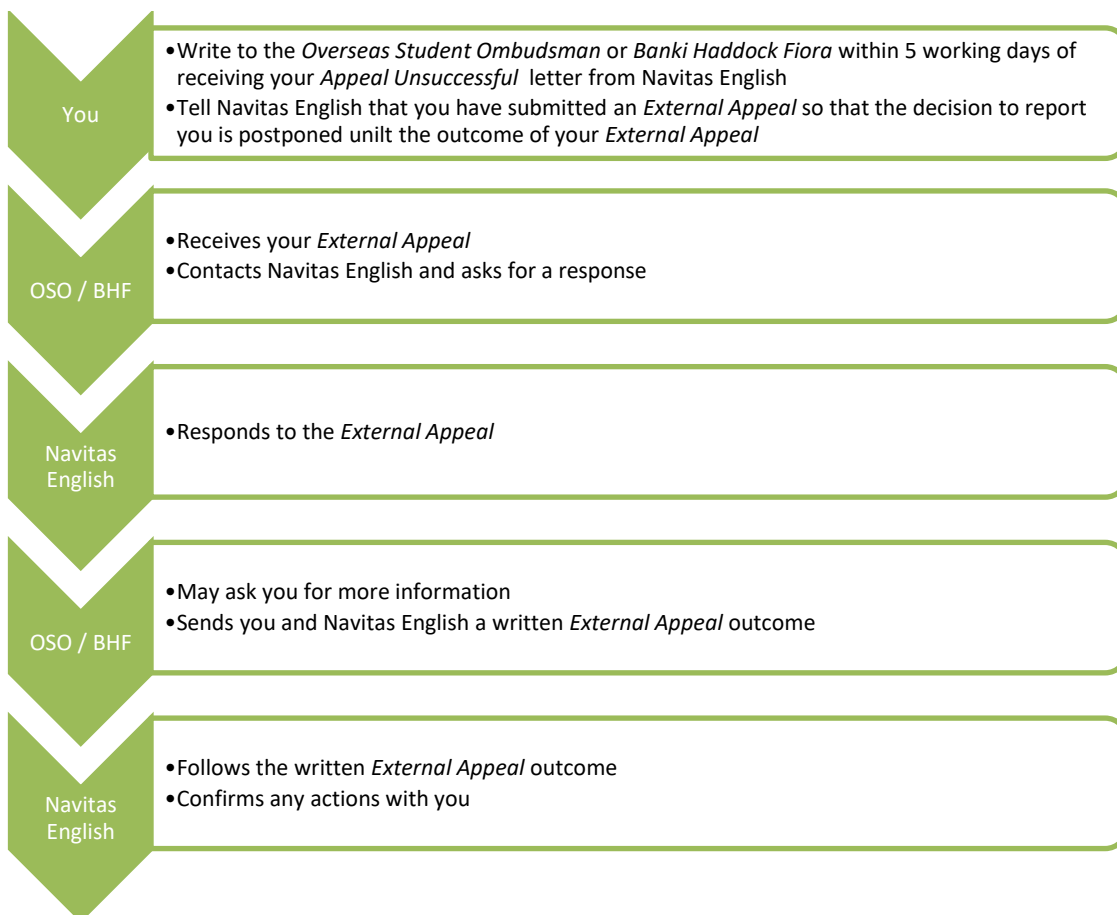 You
•Write to the Overseas Student Ombudsman or Banki Haddock Fiora within 5 working days of
receiving your Appeal Unsuccessful letter from Navitas English
•Tell Navitas English that you have submitted an External Appeal so that the decision to report
you is postponed unilt the outcome of your External Appeal
OSO / BHF
•Receives your External Appeal
•Contacts Navitas English and asks for a response
Navitas
English
•Responds to the External Appeal
OSO / BHF
•May ask you for more information
•Sends you and Navitas English a written External Appeal outcome
Navitas
English
•Follows the written External Appeal outcome
•Confirms any actions with you